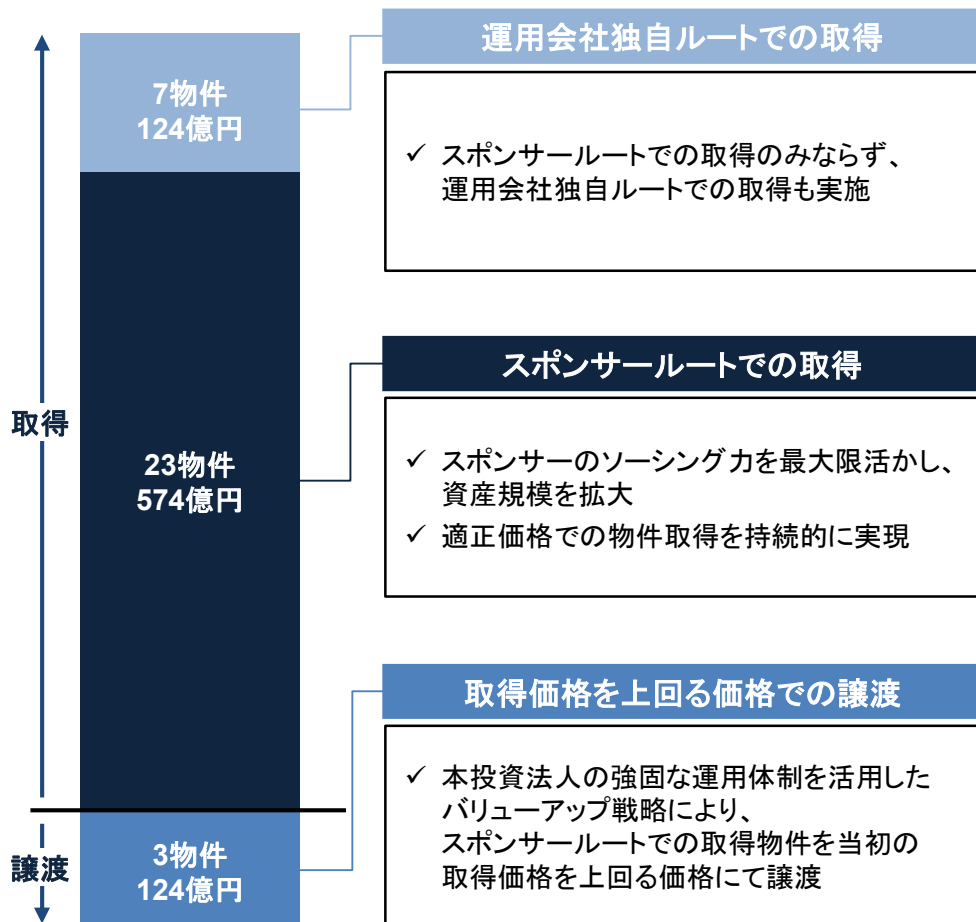 運用会社独自ルートでの取得
7物件
124億円
✓ スポンサールートでの取得のみならず、
運用会社独自ルートでの取得も実施
スポンサールートでの取得
取得
23物件
574億円
✓ スポンサーのソーシング力を最大限活かし、
資産規模を拡大
✓ 適正価格での物件取得を持続的に実現
取得価格を上回る価格での譲渡
譲渡
3物件
124億円
✓ 本投資法人の強固な運用体制を活用した
バリューアップ戦略により、
スポンサールートでの取得物件を当初の
取得価格を上回る価格にて譲渡